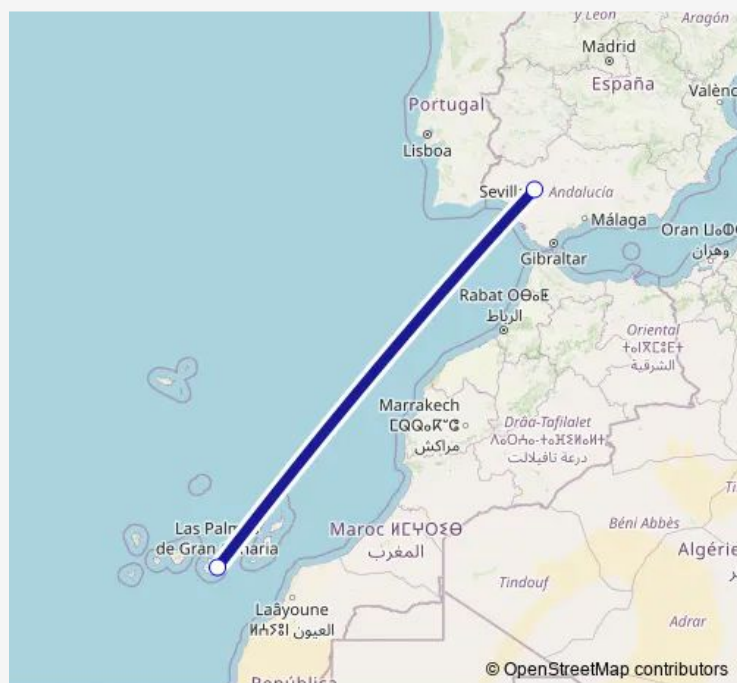 y León
Aragón
Madrid
España
Portugal
Lisboa
Sevill
Andalucía
Málaga
Gibraltar
Oran
وهران
Rabat ⵔⴱⴰⵟ
الرباط
Oriental
الشرقية
Marrakech
مراكش
Drâa-Tafilalet
درعة تافيلالت
Las Palm
de Gran
naria
Maroc ⵍⵎⵖⵔⵉⴱ
المغرب
Béni Abbès
Algérie
Tindouf
Adrar
Laâyoune
العيون
República
© OpenStreetMap contributors